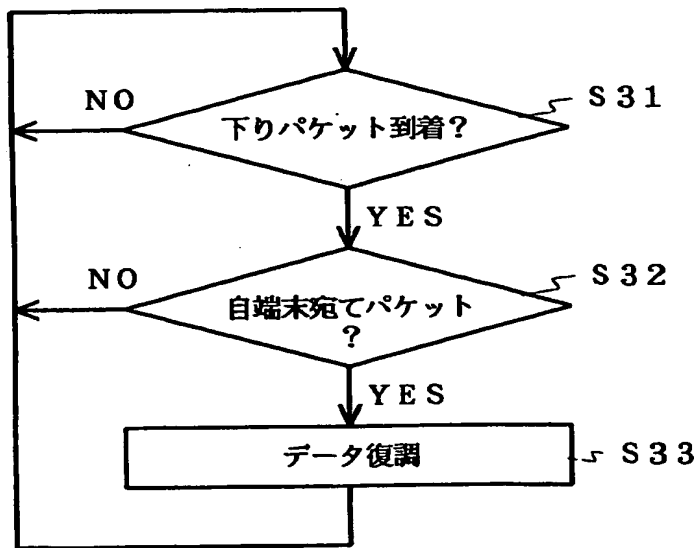 NO
下りパケット到着?
S31
YES
NO
自端末宛てパケット
?
S32
YES
データ復調
S33